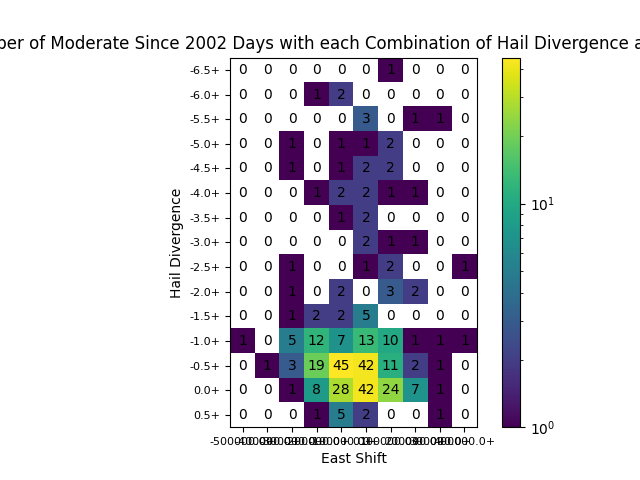 ber of Moderate Since 2002 Days with each Combination of Hail Divergence a
-6.5+ 0 0 0 0 0 0 1 0 0 0
-6.0+ 0 0 0 1 2 0 0 0 0 0
-5.5+ 0 0 0 0 0 3 0 1 1 0
-5.0+ 0 0 1 0 1 1 2 0 0 0
-4.5+ 0 0 1 0 1 2 2 0 0 0
-4.0+ 0 0 0 1 2 2 1 1 0 0
-3.5+ 0 0 0 0 1 2 0 0 0 0
-3.0+ 0 0 0 0 0 2 1 1 0 0
-2.5+ 0 0 1 0 0 1 2 0 0 1
-2.0+ 0 0 1 0 2 0 3 2 0 0
-1.5+ 0 0 1 2 2 5 0 0 0 0
-1.0+ 1 0 5 12 7 13 10 1 1 1
-0.5+ 0 1 3 19 45 42 11 2 1 0
0.0+ 0 0 1 8 28 42 24 7 1 0
0.5+ 0 0 0 1 5 2 0 0 1 0
East Shift
Hail Divergence
10^1
10^0